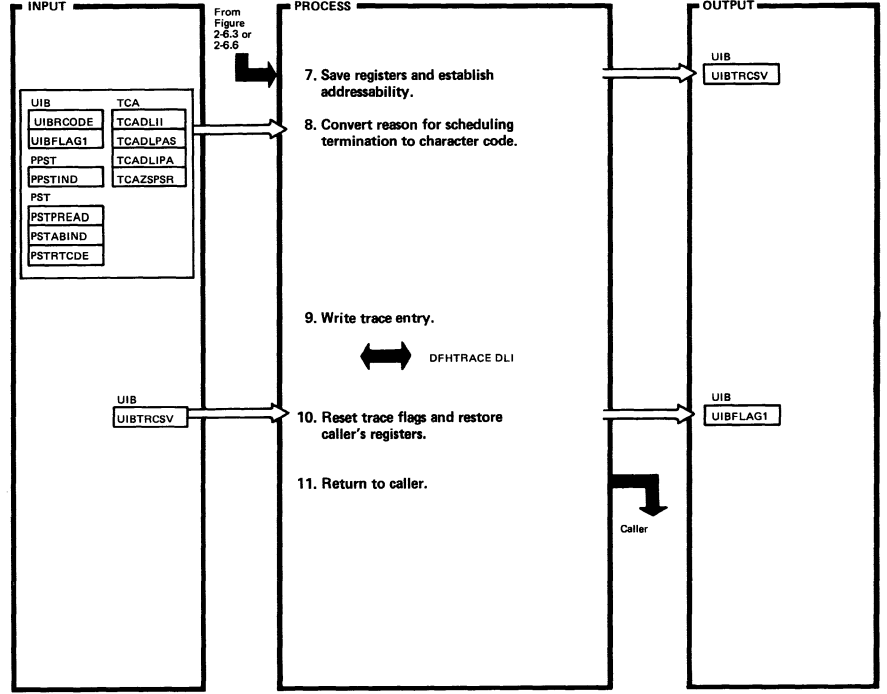 INPUT
From
Figure
2-6.3 or
2-6.6
PROCESS
OUTPUT
7. Save registers and establish
addressability.
UIB
UIBTRCSV
UIB
UIBRCODE
UIBFLAG1
PPST
PPSTIND
PST
PSTPREAD
PSTABIND
PSTRTCDE
TCA
TCADLII
TCADLPAS
TCADLIPA
TCAZSPSR
8. Convert reason for scheduling
termination to character code.
9. Write trace entry.
DFHTRACE DLI
UIB
UIBTRCSV
10. Reset trace flags and restore
caller's registers.
UIB
UIBFLAG1
11. Return to caller.
Caller